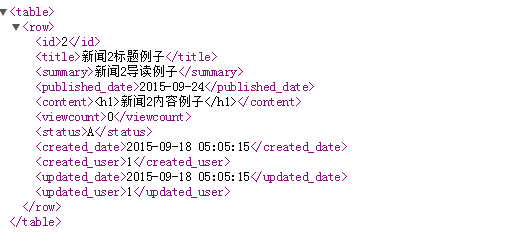 ▼<table>
▼<row>
<id>2</id>
<title>新闻2标题例子</title>
<summary>新闻2导读例子</summary>
<published_date>2015-09-24</published_date>
<content><h1>新闻2内容例子</h1></content>
<viewcount>0</viewcount>
<status>A</status>
<created_date>2015-09-18 05:05:15</created_date>
<created_user>1</created_user>
<updated_date>2015-09-18 05:05:15</updated_date>
<updated_user>1</updated_user>
</row>
</table>